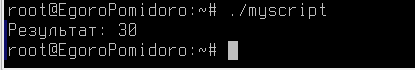 root@EgoroPomidoro:~# ./myscript
Результат: 30
root@EgoroPomidoro:~#